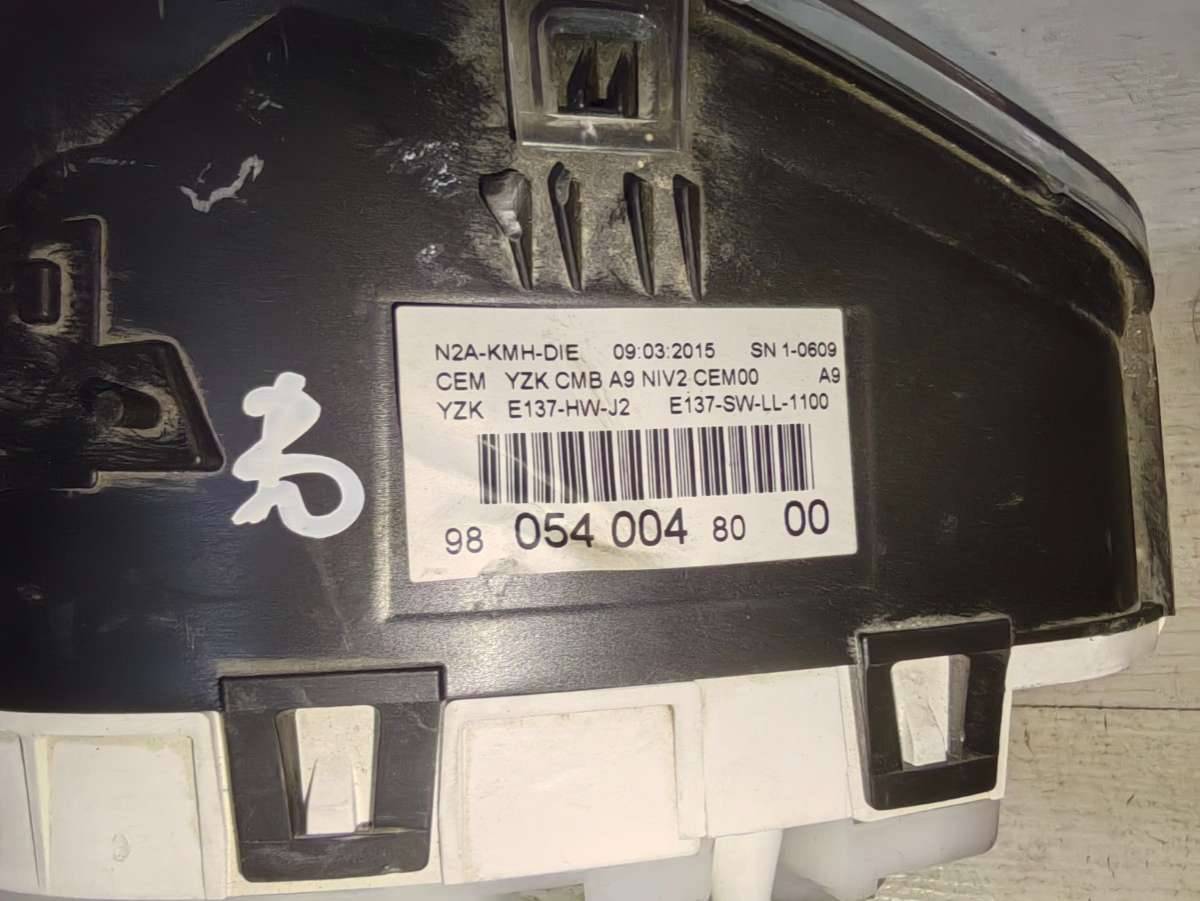 N2A-KMH-DIE 09:03:2015 SN 1-0609
CEM YZK CMB A9 NIV2 CEM00 A9
YZK E137-HW-J2 E137-SW-LL-1100
98 054 004 80 00